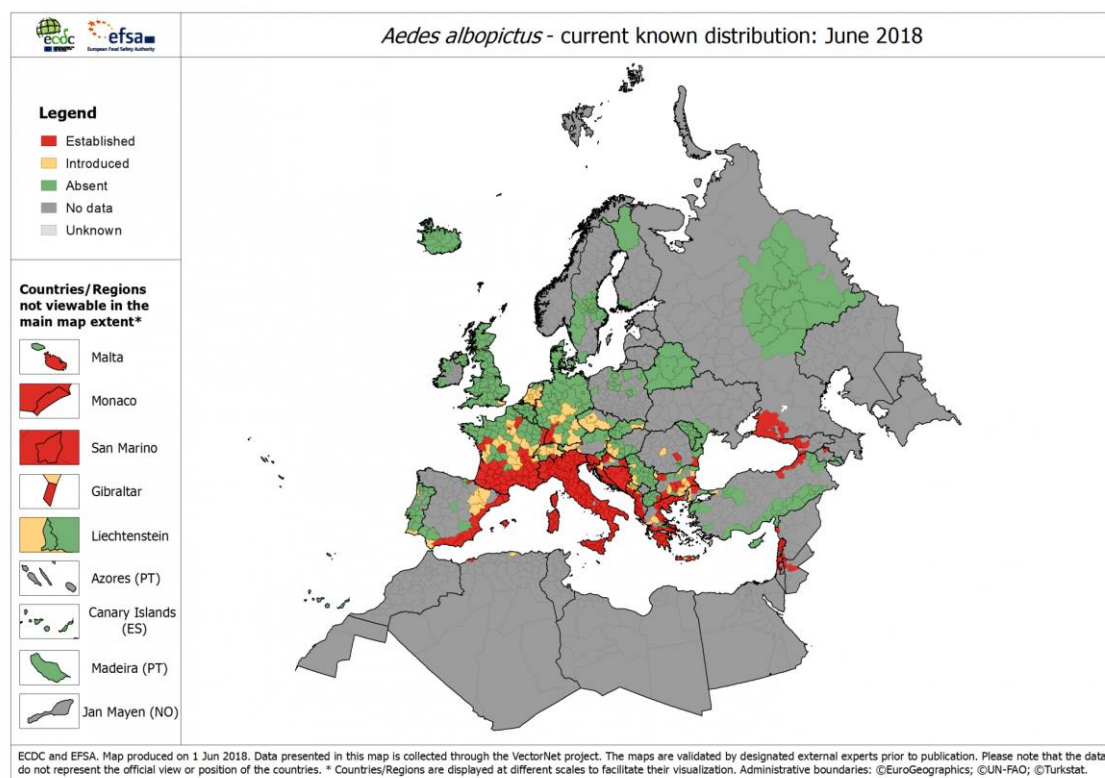 ecdc
efsa
European Food Safety Authority
Aedes albopictus - current known distribution: June 2018
Legend
Established
Introduced
Absent
No data
Unknown
Countries/Regions
not viewable in the
main map extent*
Malta
Monaco
San Marino
Gibraltar
Liechtenstein
Azores (PT)
Canary Islands
(ES)
Madeira (PT)
Jan Mayen (NO)
ECDC and EFSA. Map produced on 1 Jun 2018. Data presented in this map is collected through the VectorNet project. The maps are validated by designated external experts prior to publication. Please note that the data
do not represent the official view or position of the countries. * Countries/Regions are displayed at different scales to facilitate their visualization. Administrative boundaries: ©EuroGeographics; ©UN-FAO; ©Turkstat.